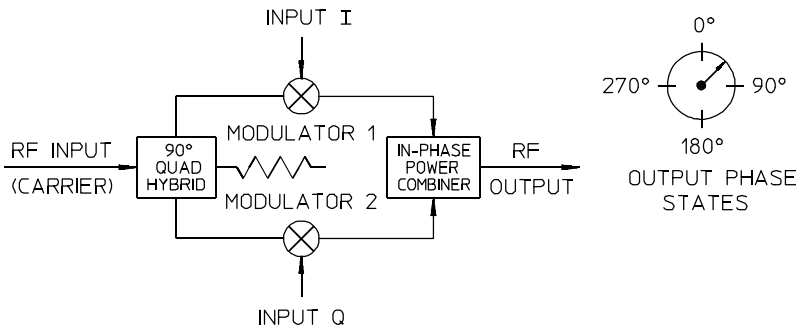 INPUT I
MODULATOR 1
RF INPUT
(CARRIER)
90°
QUAD
HYBRID
IN-PHASE
POWER
COMBINER
RF
OUTPUT
MODULATOR 2
INPUT Q
0°
270°
90°
180°
OUTPUT PHASE
STATES